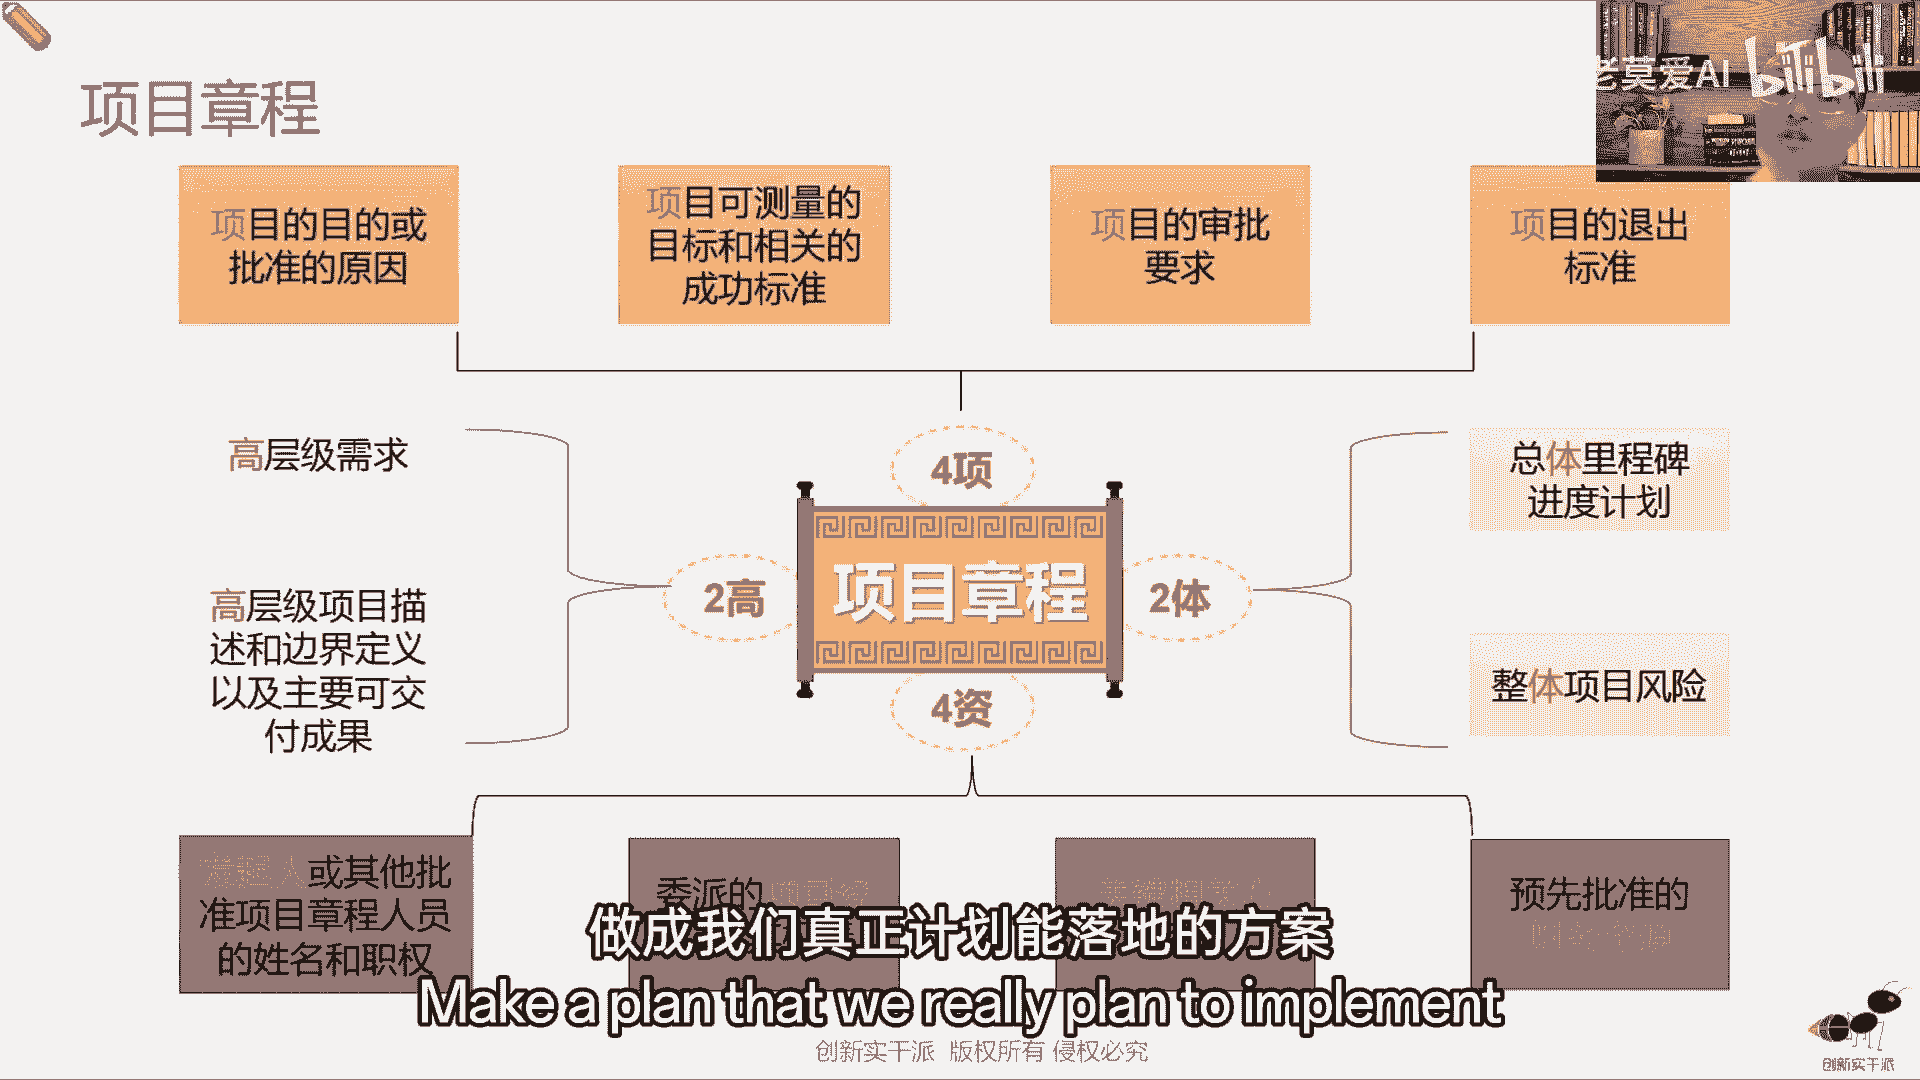 老莫爱AI bilibili
项目章程
项目的目的或
批准的原因
项目可测量的
目标和相关的
成功标准
项目的审批
要求
项目的退出
标准
高层级需求
高层级项目描
述和边界定义
以及主要可交
付成果
4项
2高
项目章程
2体
4资
总体里程碑
进度计划
整体项目风险
发起人或其他批
准项目章程人员
的姓名和职权
委派的
预先批准的
做成我们真正计划能落地的方案
Make a plan that we really plan to implement
创新实干派 版权所有 侵权必究
创新实干派